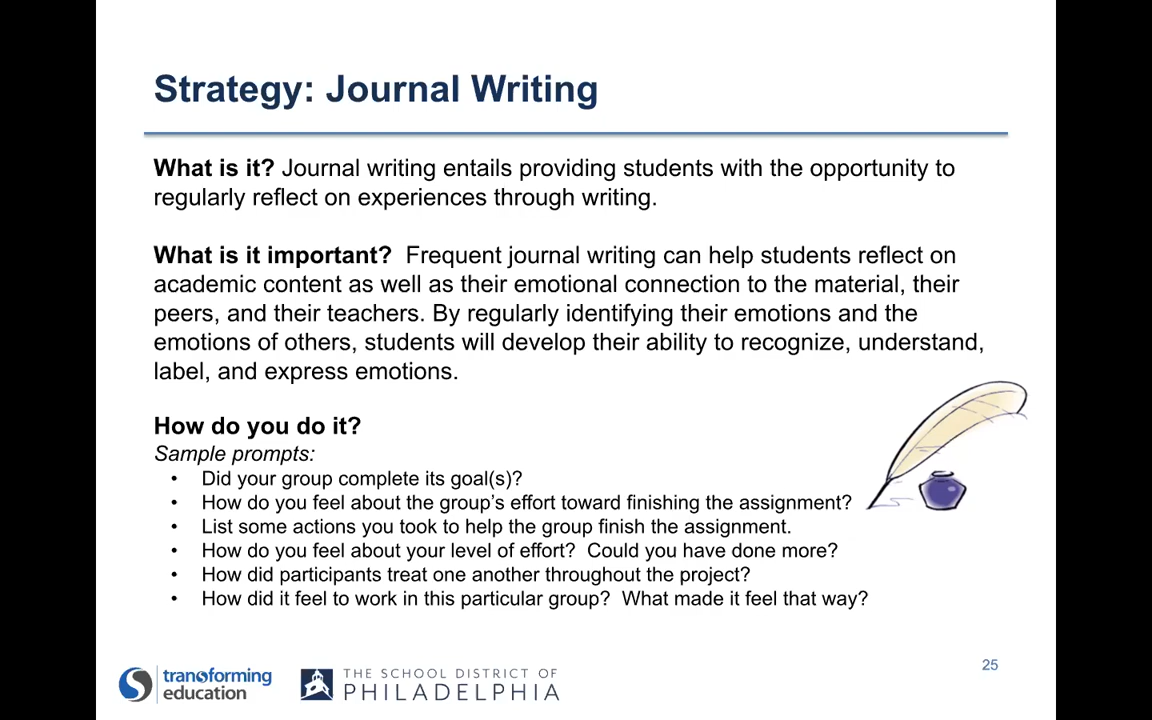 Strategy: Journal Writing
What is it? Journal writing entails providing students with the opportunity to
regularly reflect on experiences through writing.
What is it important?  Frequent journal writing can help students reflect on
academic content as well as their emotional connection to the material, their
peers, and their teachers. By regularly identifying their emotions and the
emotions of others, students will develop their ability to recognize, understand,
label, and express emotions.
How do you do it?
Sample prompts:
• Did your group complete its goal(s)?
• How do you feel about the group's effort toward finishing the assignment?
• List some actions you took to help the group finish the assignment.
• How do you feel about your level of effort?  Could you have done more?
• How did participants treat one another throughout the project?
• How did it feel to work in this particular group?  What made it feel that way?
25
transforming
education
THE SCHOOL DISTRICT OF
PHILADELPHIA